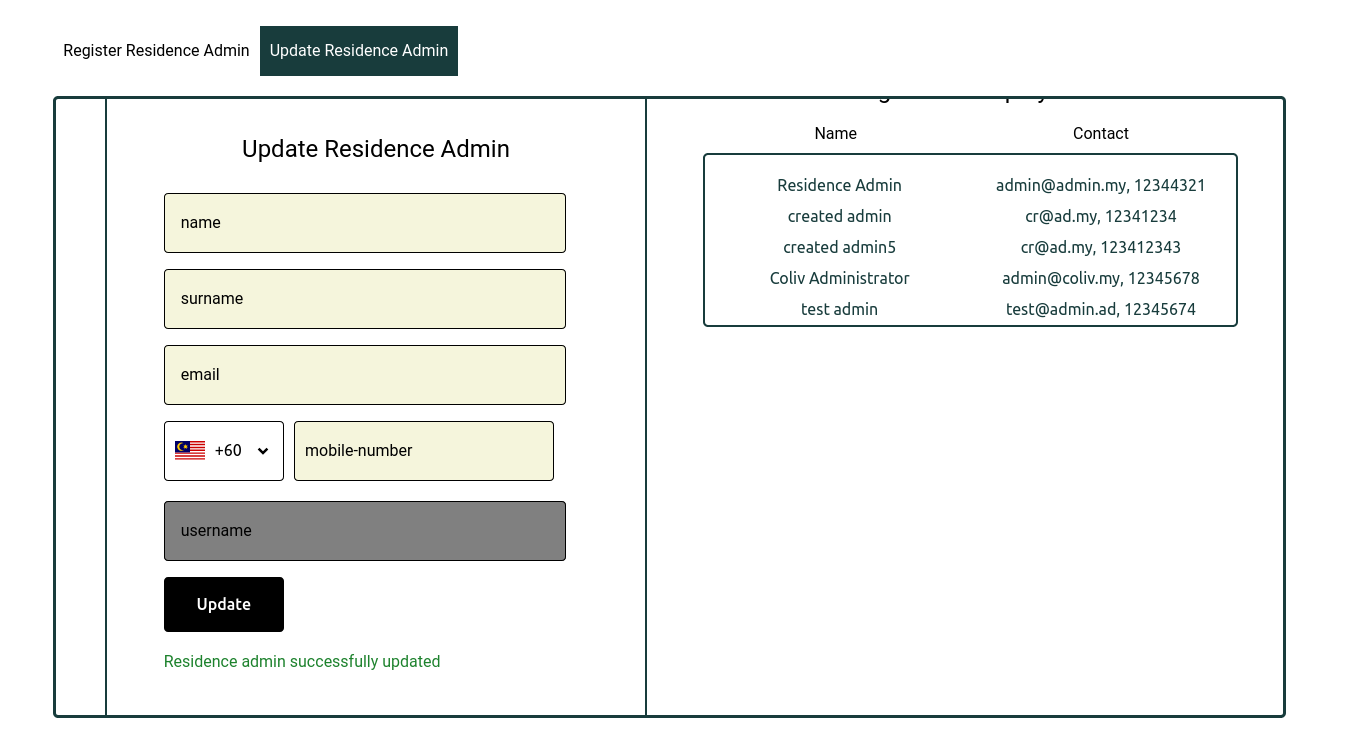 Register Residence Admin
Update Residence Admin
Update Residence Admin
name
surname
email
+60
mobile-number
username
Update
Residence admin successfully updated
Name Contact
Residence Admin admin@admin.my, 12344321
created admin cr@ad.my, 12341234
created admin5 cr@ad.my, 123412343
Coliv Administrator admin@coliv.my, 12345678
test admin test@admin.ad, 12345674